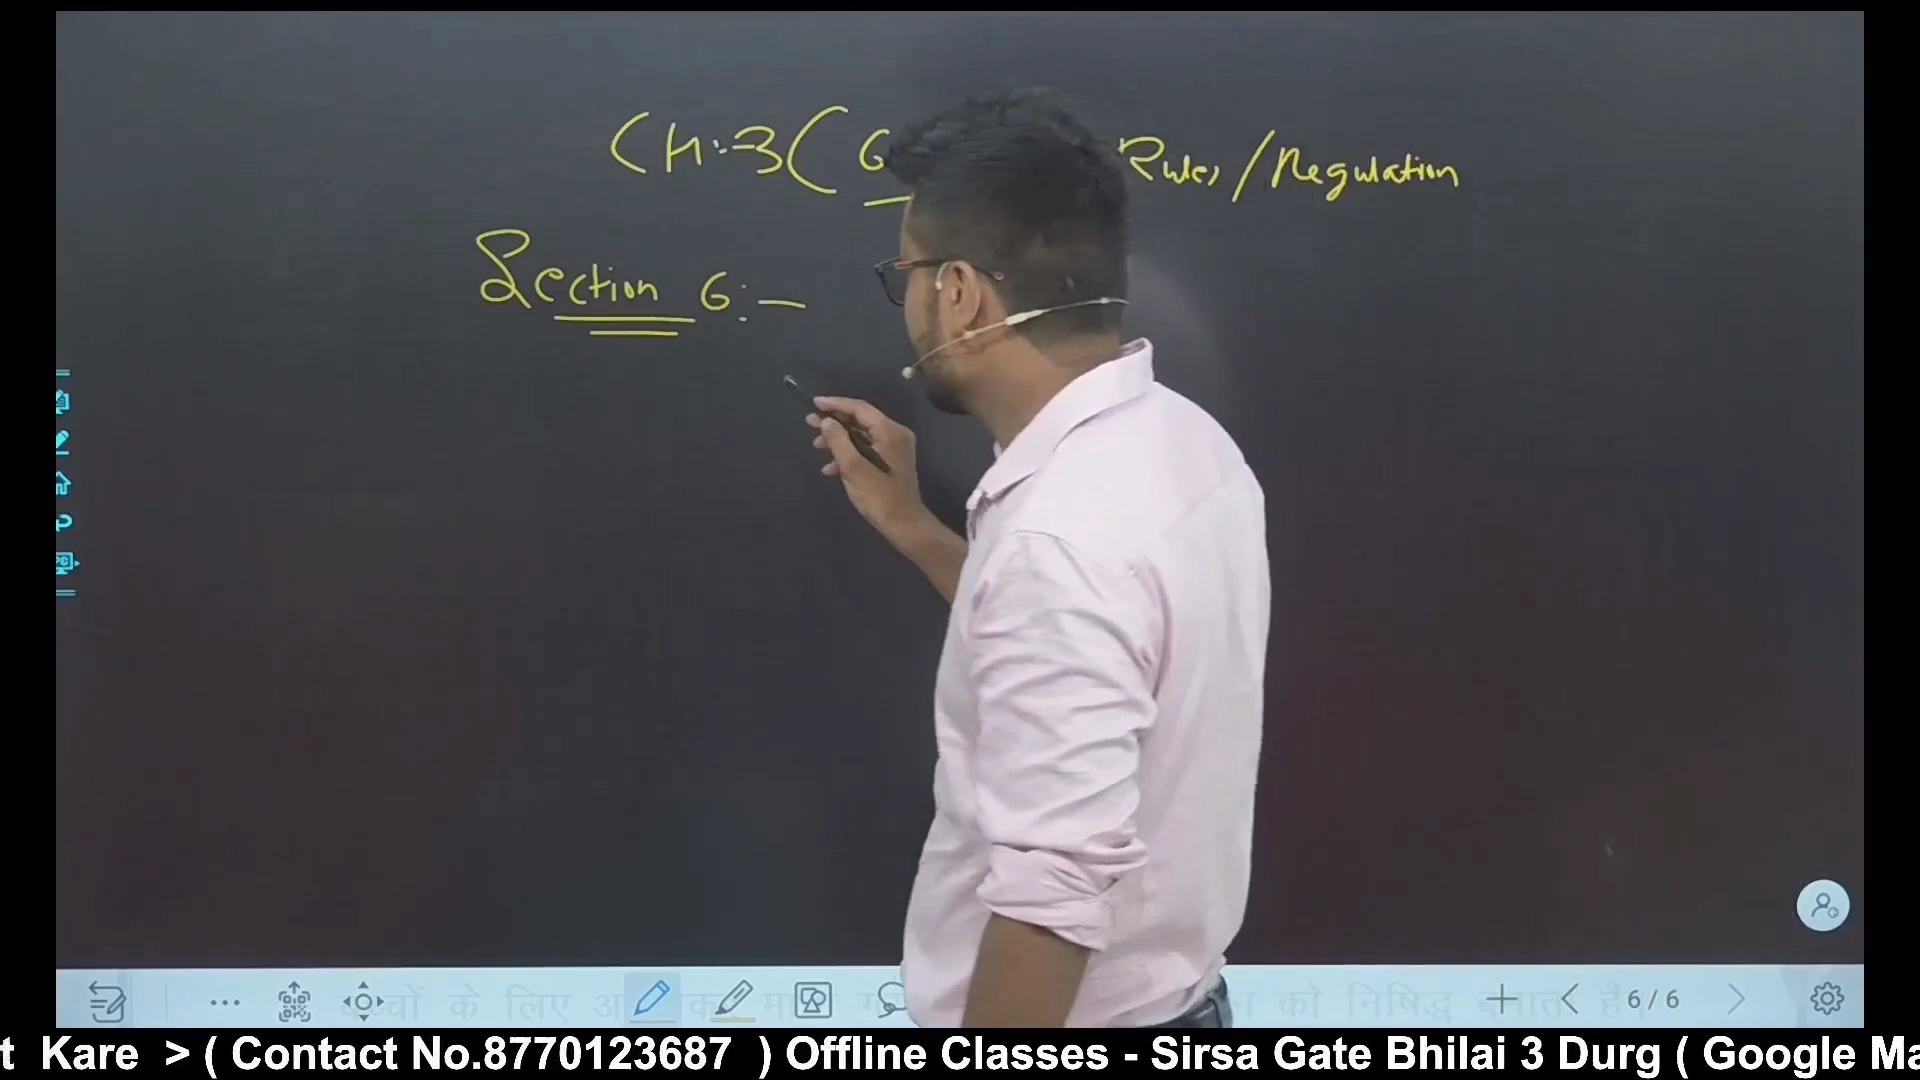 CH:-3 ( 6 Rules/Regulation
Section 6:-
के लिए
को निषिद्ध
6/6
t Kare > ( Contact No.8770123687 ) Offline Classes - Sirsa Gate Bhilai 3 Durg ( Google Ma